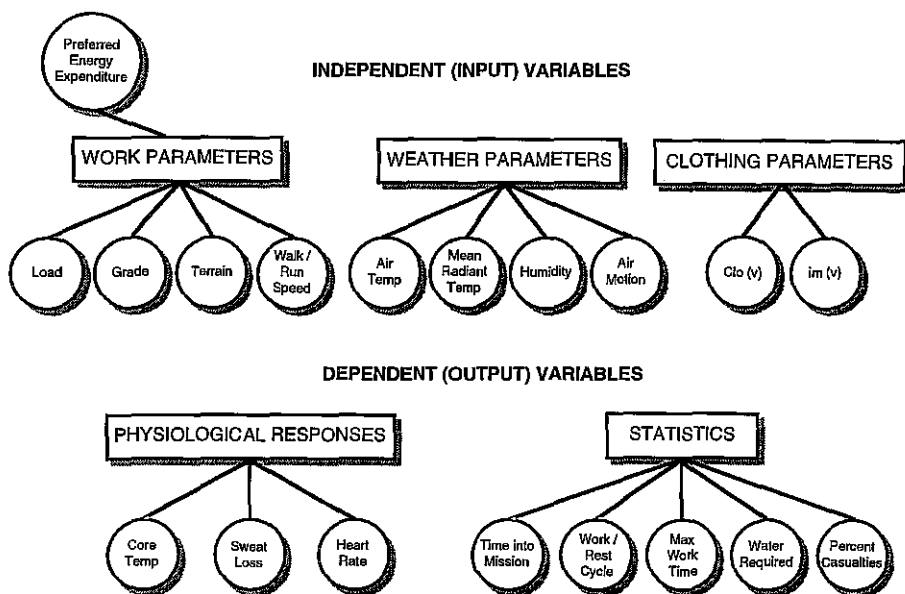 Preferred
Energy
Expenditure
INDEPENDENT (INPUT) VARIABLES
WORK PARAMETERS
WEATHER PARAMETERS
CLOTHING PARAMETERS
Load
Grade
Terrain
Walk /
Run
Speed
Air
Temp
Mean
Radiant
Temp
Humidity
Air
Motion
Clo (v)
im (v)
DEPENDENT (OUTPUT) VARIABLES
PHYSIOLOGICAL RESPONSES
STATISTICS
Core
Temp
Sweat
Loss
Heart
Rate
Time into
Mission
Work /
Rest
Cycle
Max
Work
Time
Water
Required
Percent
Casualties